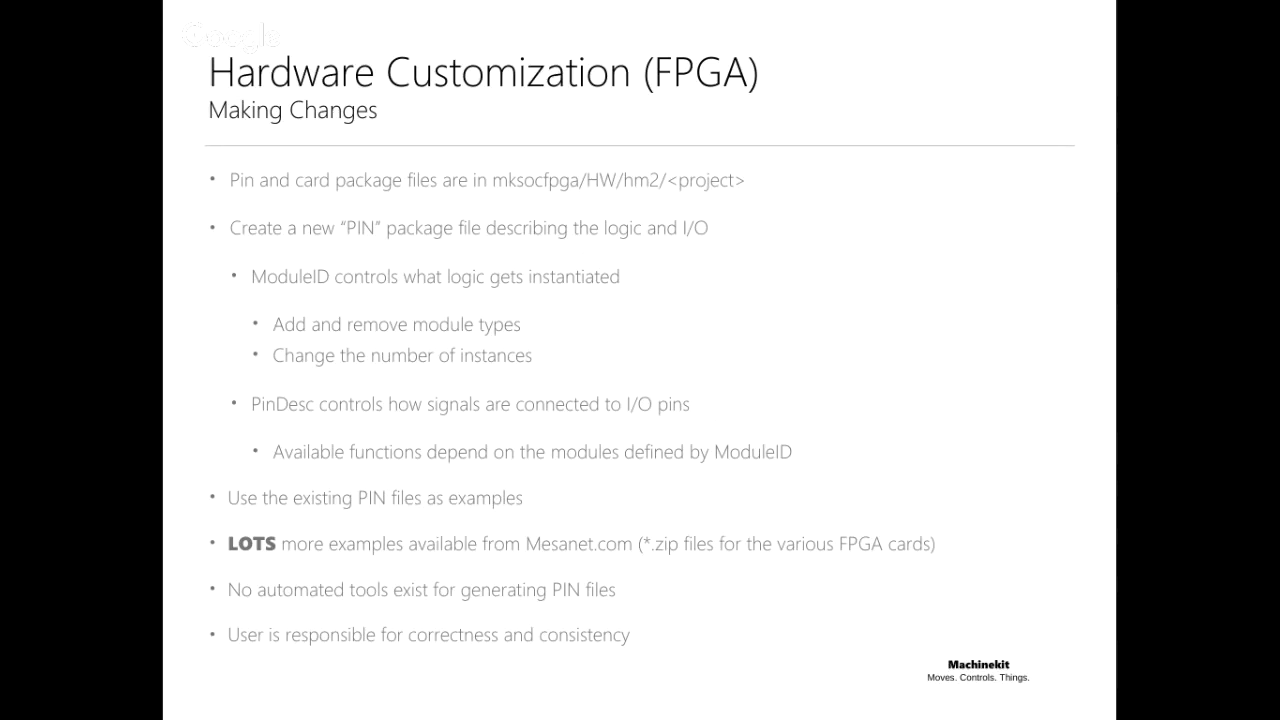 Google
Hardware Customization (FPGA)
Making Changes
• Pin and card package files are in mksocfpga/HW/hm2/<project>
• Create a new “PIN” package file describing the logic and I/O
• ModuleID controls what logic gets instantiated
• Add and remove module types
• Change the number of instances
• PinDesc controls how signals are connected to I/O pins
• Available functions depend on the modules defined by ModuleID
• Use the existing PIN files as examples
• LOTS more examples available from Mesanet.com (*.zip files for the various FPGA cards)
• No automated tools exist for generating PIN files
• User is responsible for correctness and consistency
Machinekit
Moves. Controls. Things.